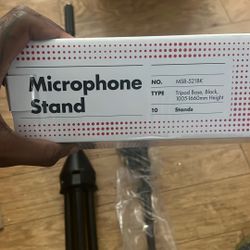 Microphone
Stand
NO. MSB-521BK
TYPE Tripod Base, Black,
1005-1660mm Height
10 Stands